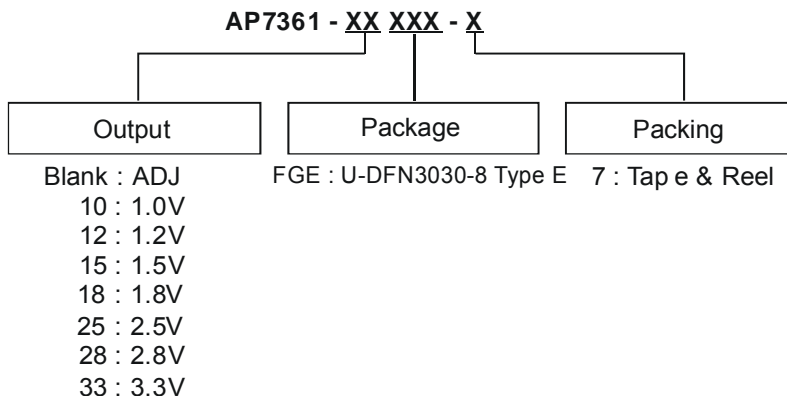 AP7361 - XX XXX - X
Output
Package
Packing
Blank : ADJ
FGE : U-DFN3030-8 Type E
7 : Tap e & Reel
10 : 1.0V
12 : 1.2V
15 : 1.5V
18 : 1.8V
25 : 2.5V
28 : 2.8V
33 : 3.3V